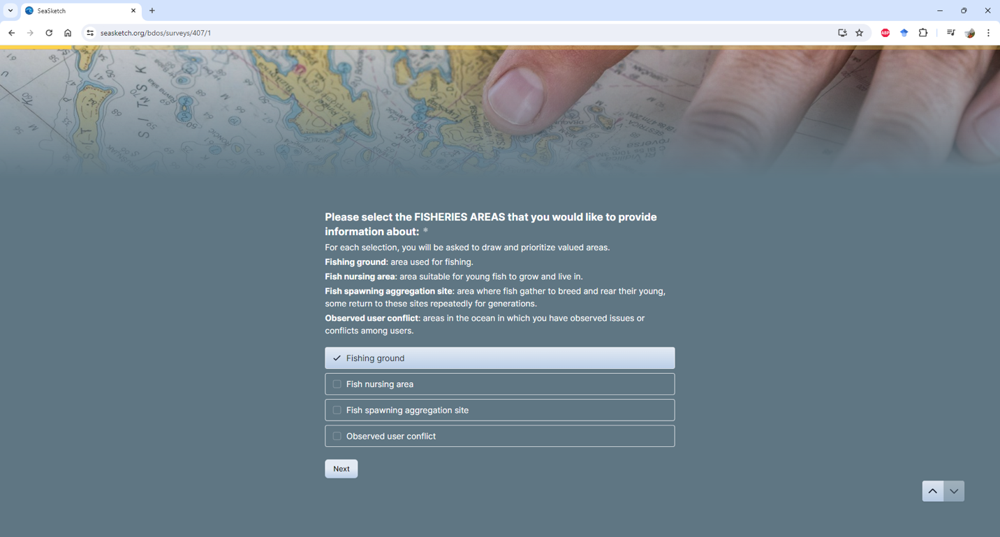 SeaSketch
seasketch.org/bdos/surveys/407/1
ABP
Please select the FISHERIES AREAS that you would like to provide
information about: *
For each selection, you will be asked to draw and prioritize valued areas.
Fishing ground: area used for fishing.
Fish nursing area: area suitable for young fish to grow and live in.
Fish spawning aggregation site: area where fish gather to breed and rear their young,
some return to these sites repeatedly for generations.
Observed user conflict: areas in the ocean in which you have observed issues or
conflicts among users.
Fishing ground
Fish nursing area
Fish spawning aggregation site
Observed user conflict
Next